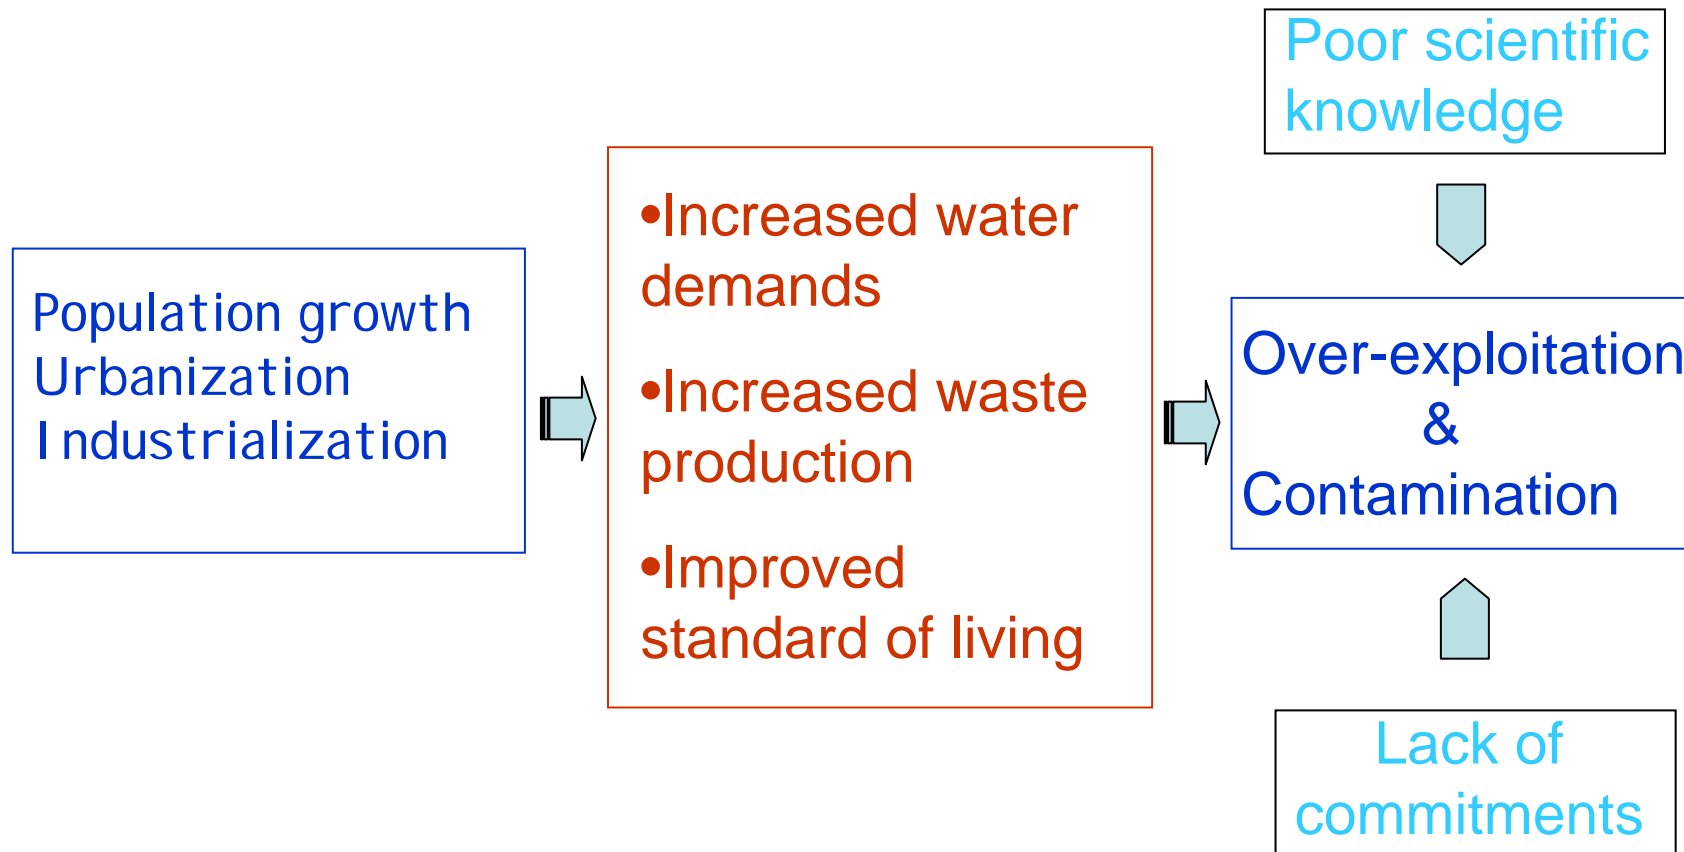 Population growth
Urbanization
Industrialization
•Increased water
demands
•Increased waste
production
•Improved
standard of living
Poor scientific
knowledge
Over-exploitation
&
Contamination
Lack of
commitments